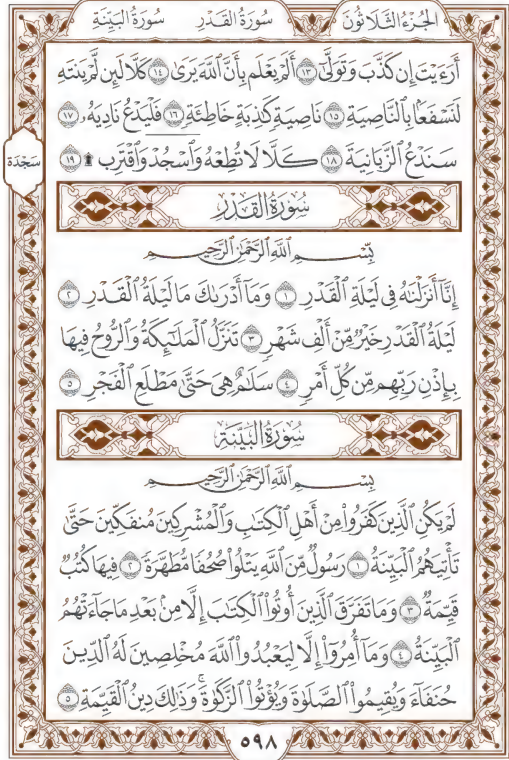 الجُزْءُ الثَّلَاثُونَ سُورَةُ القَدْرِ سُورَةُ البَيِّنَةِ
أَرَءَيْتَ إِن كَذَّبَ وَتَوَلَّىٰٓ ١٣ أَلَمْ يَعْلَم بِأَنَّ ٱللَّهَ يَرَىٰ ١٤ كَلَّا لَئِن لَّمْ يَنتَهِ
لَنَسْفَعًۢا بِٱلنَّاصِيَةِ ١٥ نَاصِيَةٍ كَٰذِبَةٍ خَاطِئَةٍ ١٦ فَلْيَدْعُ نَادِيَهُۥ ١٧
سَنَدْعُ ٱلزَّبَانِيَةَ ١٨ كَلَّا لَا تُطِعْهُ وَٱسْجُدْ وَٱقْتَرِب ۩ ١٩
سَجْدَة
سُورَةُ القَدْرِ
بِسْمِ ٱللَّهِ ٱلرَّحْمَٰنِ ٱلرَّحِيمِ
إِنَّآ أَنزَلْنَٰهُ فِى لَيْلَةِ ٱلْقَدْرِ ١ وَمَآ أَدْرَىٰكَ مَا لَيْلَةُ ٱلْقَدْرِ ٢
لَيْلَةُ ٱلْقَدْرِ خَيْرٌ مِّنْ أَلْفِ شَهْرٍ ٣ تَنَزَّلُ ٱلْمَلَٰٓئِكَةُ وَٱلرُّوحُ فِيهَا
بِإِذْنِ رَبِّهِم مِّن كُلِّ أَمْرٍ ٤ سَلَٰمٌ هِىَ حَتَّىٰ مَطْلَعِ ٱلْفَجْرِ ٥
سُورَةُ البَيِّنَةِ
بِسْمِ ٱللَّهِ ٱلرَّحْمَٰنِ ٱلرَّحِيمِ
لَمْ يَكُنِ ٱلَّذِينَ كَفَرُوا۟ مِنْ أَهْلِ ٱلْكِتَٰبِ وَٱلْمُشْرِكِينَ مُنفَكِّينَ حَتَّىٰ
تَأْتِيَهُمُ ٱلْبَيِّنَةُ ١ رَسُولٌ مِّنَ ٱللَّهِ يَتْلُوا۟ صُحُفًا مُّطَهَّرَةً ٢ فِيهَا كُتُبٌ
قَيِّمَةٌ ٣ وَمَا تَفَرَّقَ ٱلَّذِينَ أُوتُوا۟ ٱلْكِتَٰبَ إِلَّا مِنۢ بَعْدِ مَا جَآءَتْهُمُ
ٱلْبَيِّنَةُ ٤ وَمَآ أُمِرُوٓا۟ إِلَّا لِيَعْبُدُوا۟ ٱللَّهَ مُخْلِصِينَ لَهُ ٱلدِّينَ
حُنَفَآءَ وَيُقِيمُوا۟ ٱلصَّلَوٰةَ وَيُؤْتُوا۟ ٱلزَّكَوٰةَ ۚ وَذَٰلِكَ دِينُ ٱلْقَيِّمَةِ ٥
٥٩٨